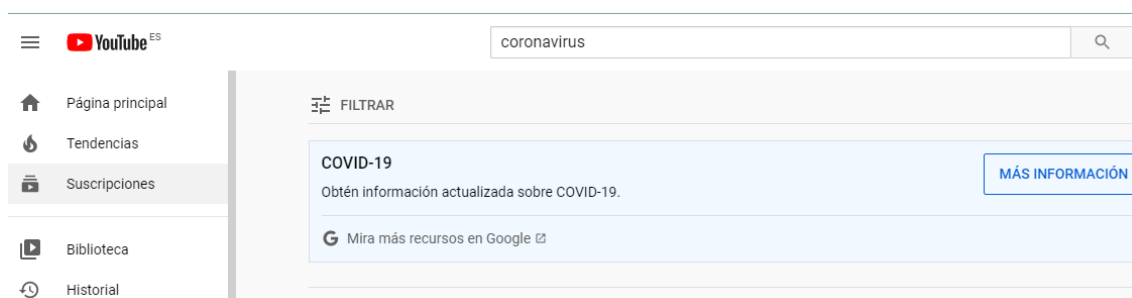 YouTube ES
coronavirus
Página principal
Tendencias
Suscripciones
Biblioteca
Historial
FILTRAR
COVID-19
Obtén información actualizada sobre COVID-19.
MÁS INFORMACIÓN
G Mira más recursos en Google